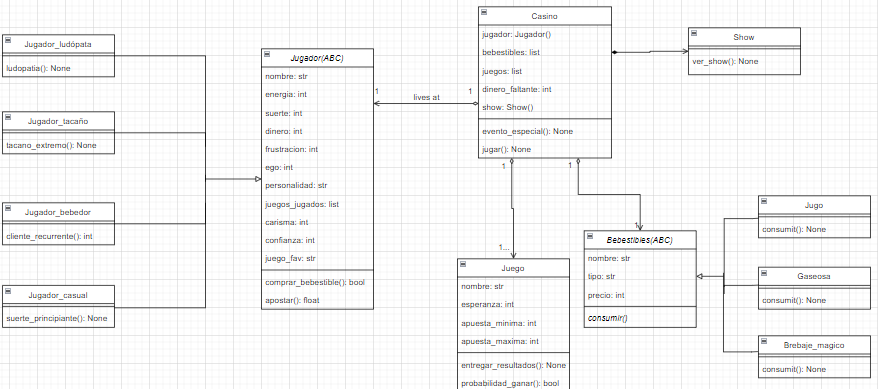 Jugador_ludópata
ludopatia(): None
Jugador_tacaño
tacano_extremo(): None
Jugador_bebedor
cliente_recurrente(): int
Jugador_casual
suerte_principiante(): None
Jugador(ABC)
nombre: str
energia: int
suerte: int
dinero: int
frustracion: int
ego: int
personalidad: str
juegos_jugados: list
carisma: int
confianza: int
juego_fav: str
comprar_bebestible(): bool
apostar(): float
1
lives at
1
Casino
jugador: Jugador()
bebestibles: list
juegos: list
dinero_faltante: int
show: Show()
evento_especial(): None
jugar(): None
1
1
1...
1
Show
ver_show(): None
Juego
nombre: str
esperanza: int
apuesta_minima: int
apuesta_maxima: int
entregar_resultados(): None
probabilidad_ganar(): bool
Bebestibles(ABC)
nombre: str
tipo: str
precio: int
consumir()
Jugo
consumit(): None
Gaseosa
consumit(): None
Brebaje_magico
consumit(): None